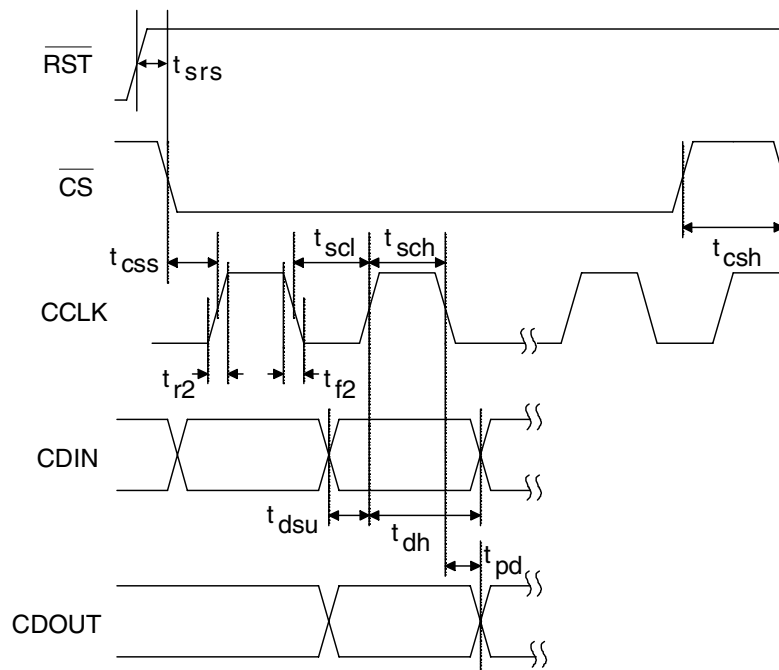 RST
t srs
CS
t css
t scl
t sch
t csh
CCLK
t r2
t f2
CDIN
t dsu
t dh
t pd
CDOUT